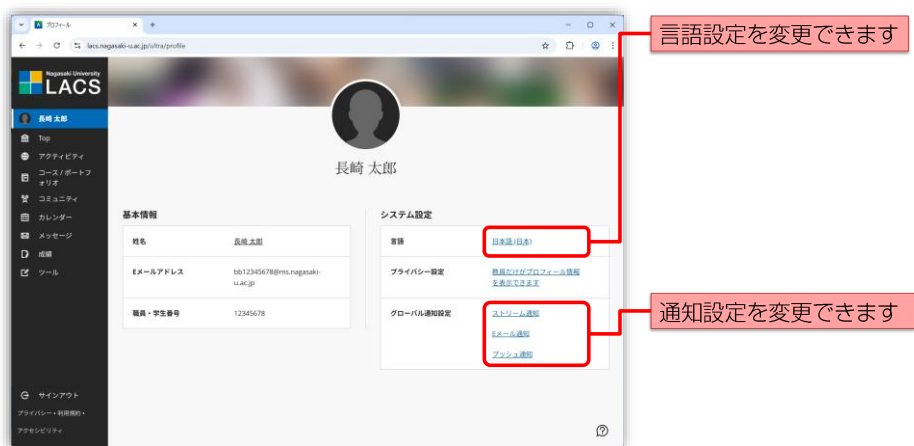 プロフィール
lacs.nagasaki-u.ac.jp/ultra/profile
言語設定を変更できます
Nagasaki University
LACS
長崎 太郎
Top
アクティビティ
コース / ポートフ
ォリオ
コミュニティ
カレンダー
メッセージ
成績
ツール
サインアウト
プライバシー・利用規約・
アクセシビリティ
長崎 太郎
基本情報
姓名
長崎 太郎
Eメールアドレス
bb12345678@ms.nagasaki-
u.ac.jp
職員・学生番号
12345678
システム設定
言語
日本語 (日本)
プライバシー設定
教員だけがプロフィール情報
を表示できます
グローバル通知設定
ストリーム通知
Eメール通知
プッシュ通知
通知設定を変更できます